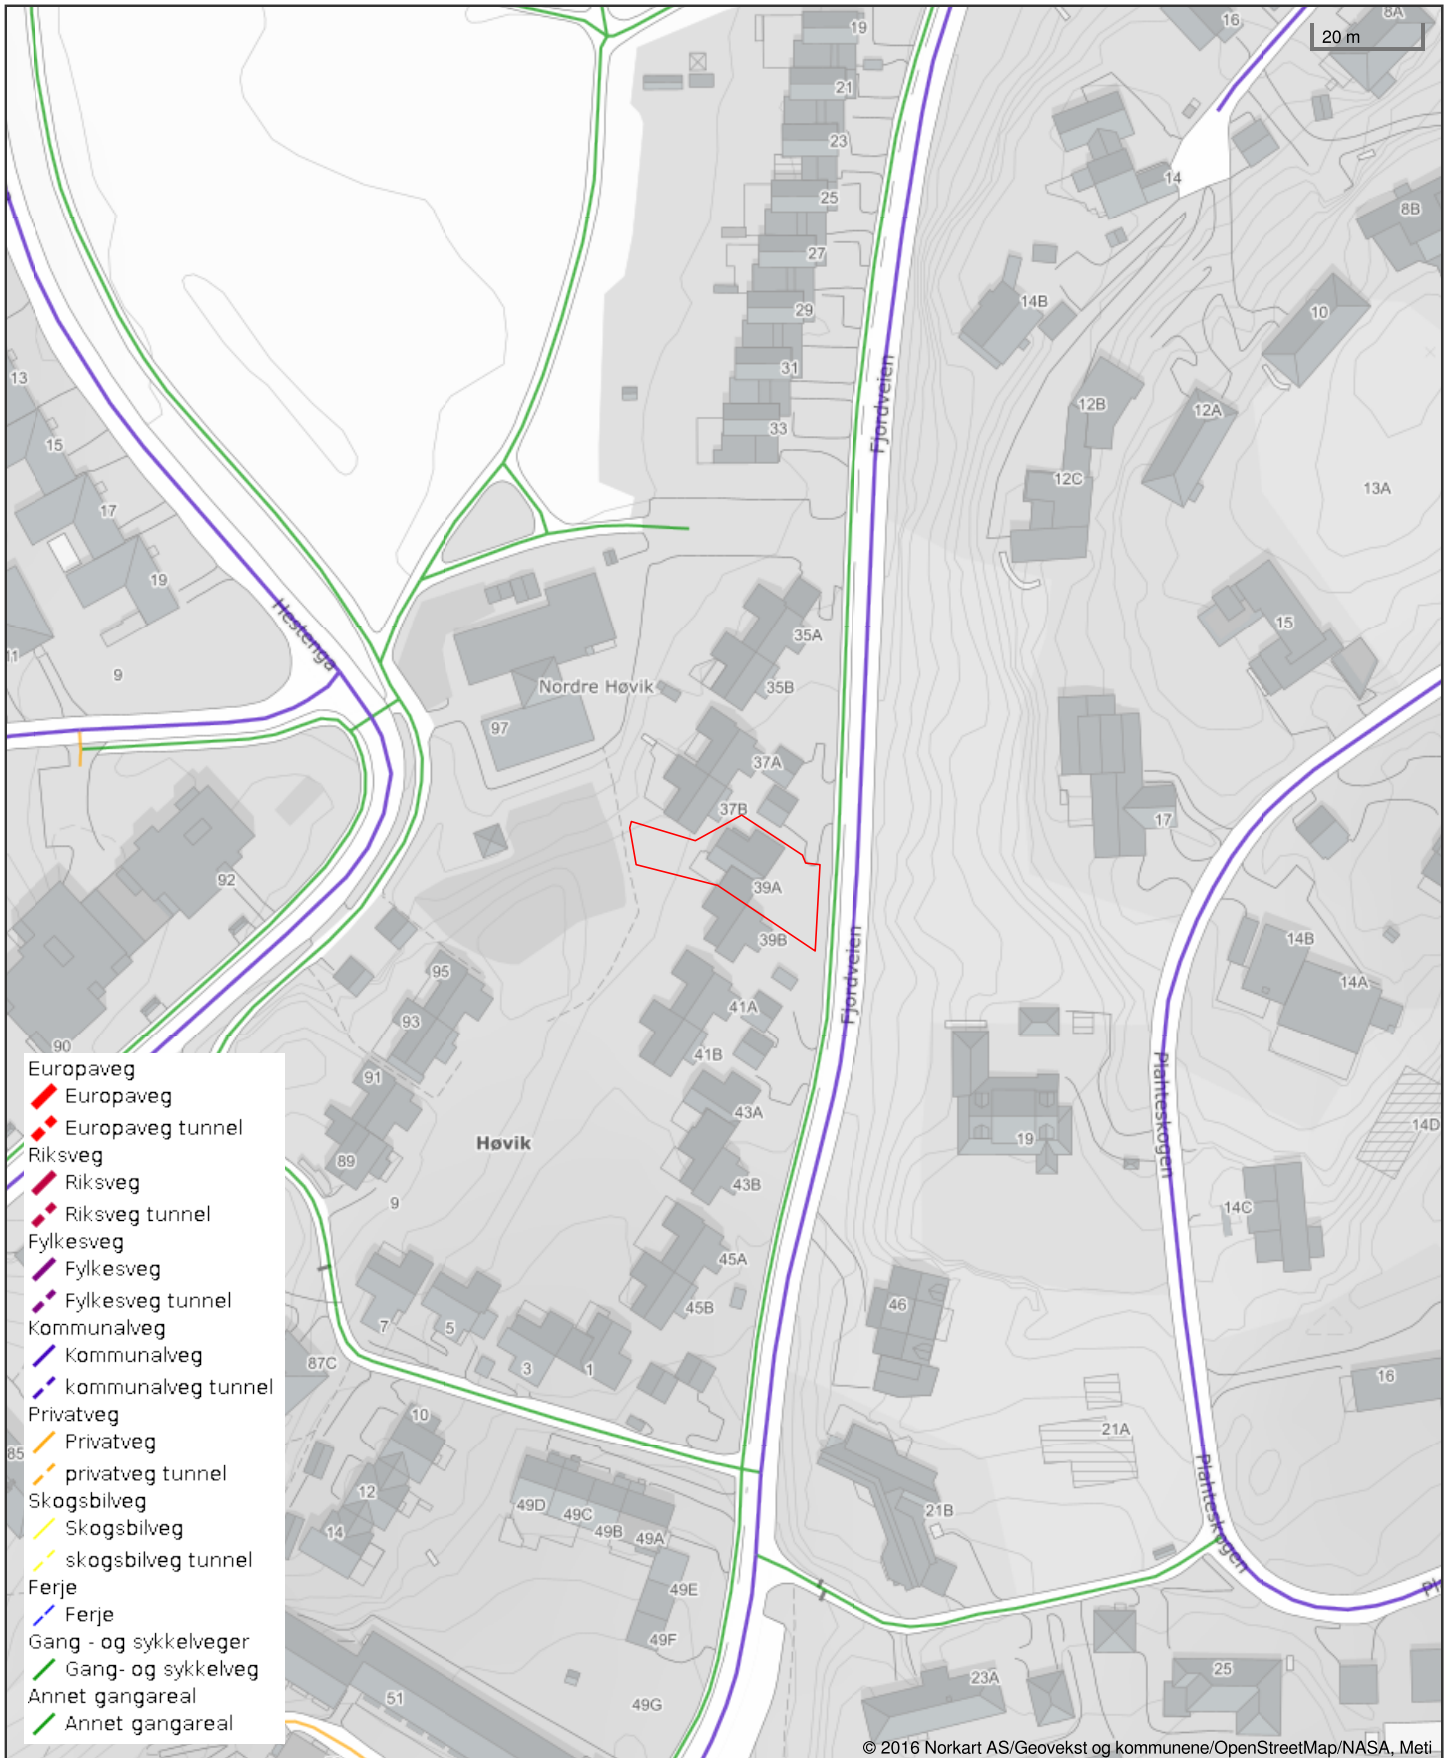 19
16
8A
20 m
21
23
14
25
8B
27
14B
29
10
31
13
12B
12A
33
15
Fjordveien
12C
13A
17
19
Hestenga
15
35A
11
9
Nordre Høvik
35B
97
37A
37B
17
92
39A
39B
14B
95
Fjordveien
14A
93
41A
90
41B
91
43A
Plahteskogen
14D
Høvik
19
89
43B
9
14C
45A
45B
46
7
5
3
1
87C
16
10
21A
85
12
49D
49C
49B
49A
14
21B
Plahteskogen
49E
Pl
49F
23A
25
51
49G
Europaveg
Europaveg
Europaveg tunnel
Riksveg
Riksveg
Riksveg tunnel
Fylkesveg
Fylkesveg
Fylkesveg tunnel
Kommunalveg
Kommunalveg
kommunalveg tunnel
Privatveg
Privatveg
privatveg tunnel
Skogsbilveg
Skogsbilveg
skogsbilveg tunnel
Ferje
Ferje
Gang - og sykkelveger
Gang- og sykkelveg
Annet gangareal
Annet gangareal
© 2016 Norkart AS/Geovekst og kommunene/OpenStreetMap/NASA, Meti